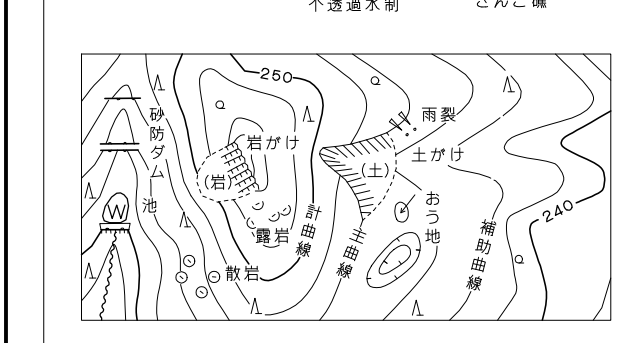 不透過水制
さんご礁
250
雨裂
砂防ダム
岩がけ
土がけ
(岩)
(土)
池
W
おう地
計曲線
露岩
主曲線
補助曲線
240
散岩